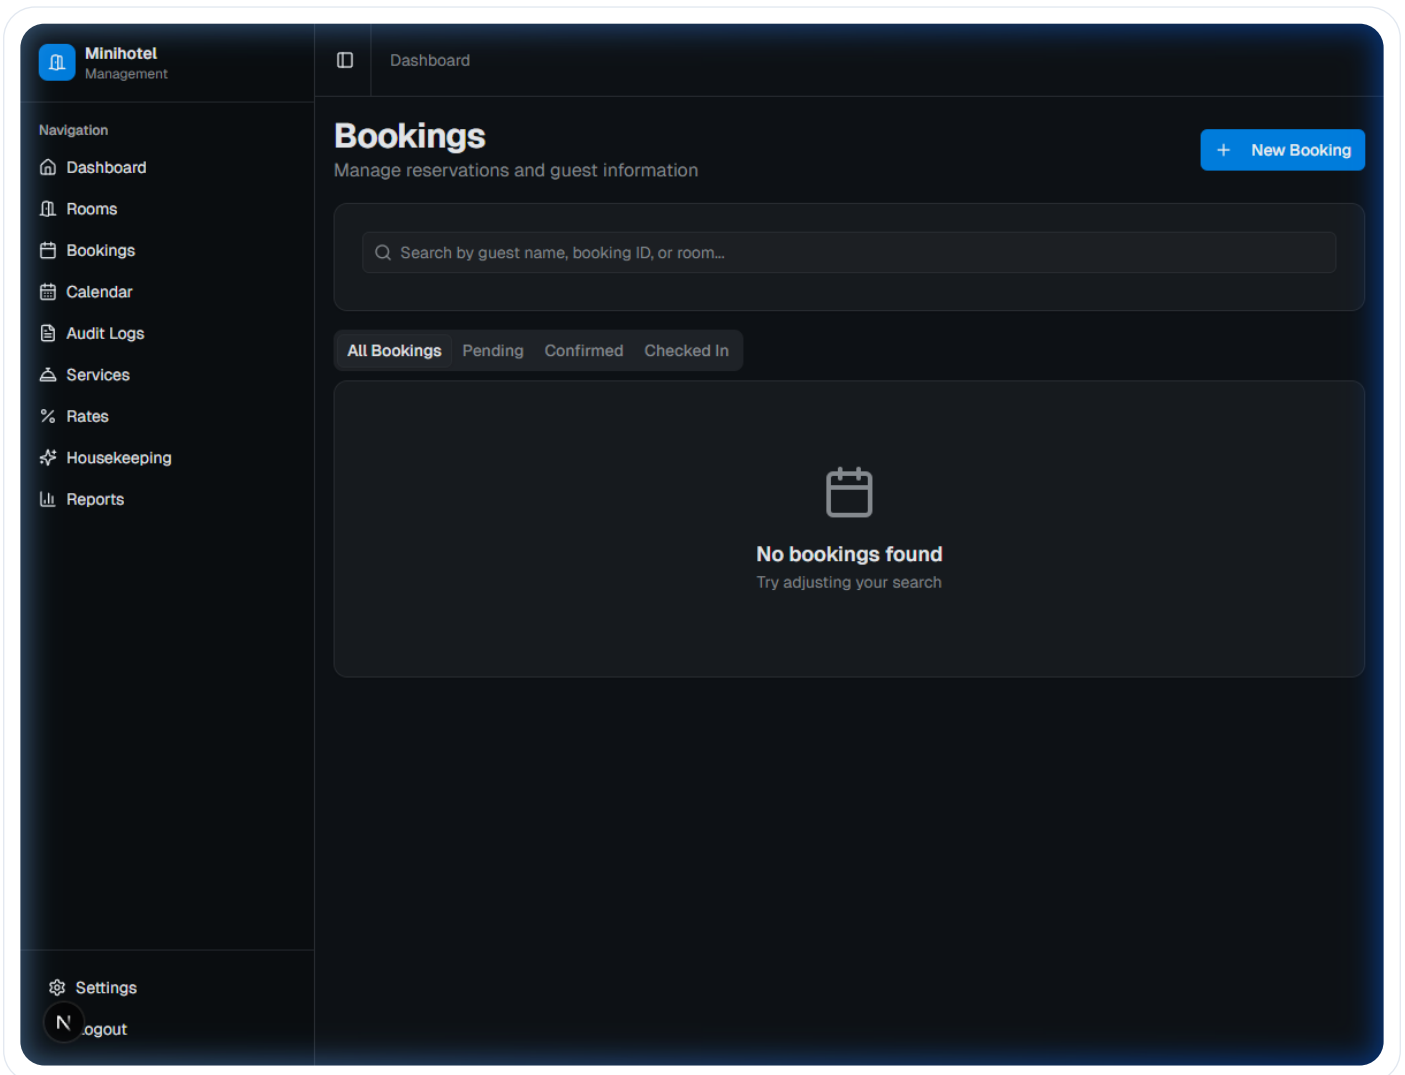 Minihotel
Management
Dashboard
Navigation
Dashboard
Rooms
Bookings
Calendar
Audit Logs
Services
Rates
Housekeeping
Reports
Settings
N
ogout
Bookings
Manage reservations and guest information
New Booking
Search by guest name, booking ID, or room...
All Bookings Pending Confirmed Checked In
No bookings found
Try adjusting your search